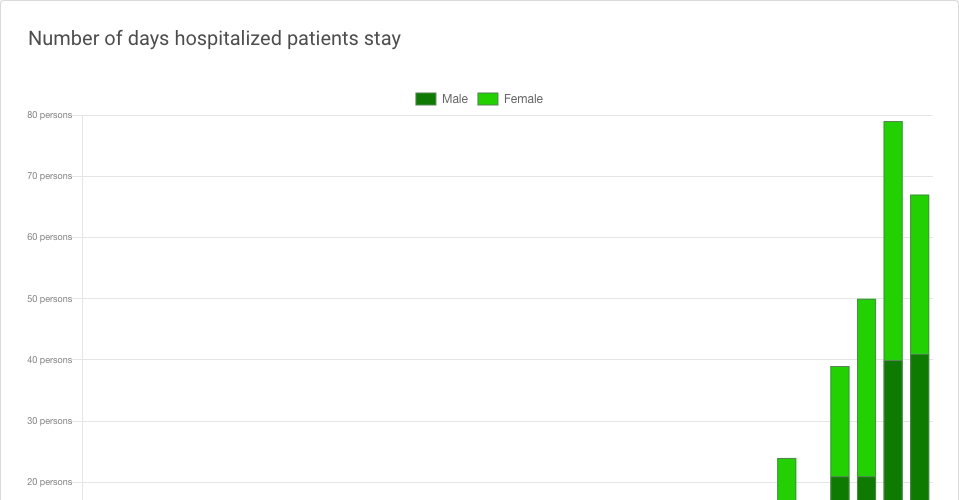 Number of days hospitalized patients stay
Male Female
80 persons
70 persons
60 persons
50 persons
40 persons
30 persons
20 persons